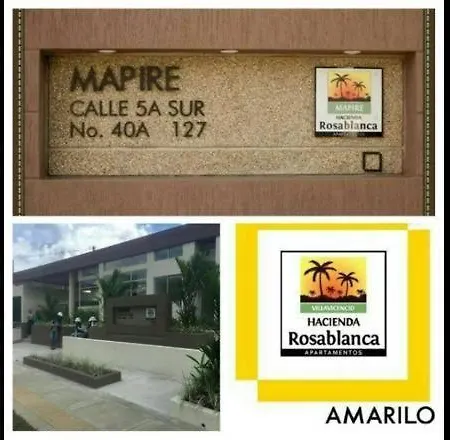 MAPIRE
CALLE 5A SUR
No. 40A 127
MAPIRE
HACIENDA
Rosablanca
VILLAVICENCIO
HACIENDA
Rosablanca
APARTAMENTOS
AMARILO